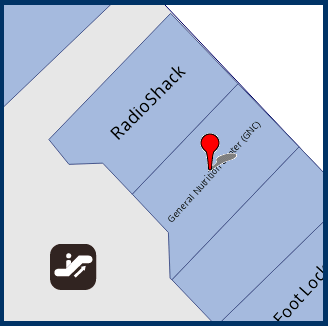 RadioShack
General Nutrition Center (GNC)
Foot Lock